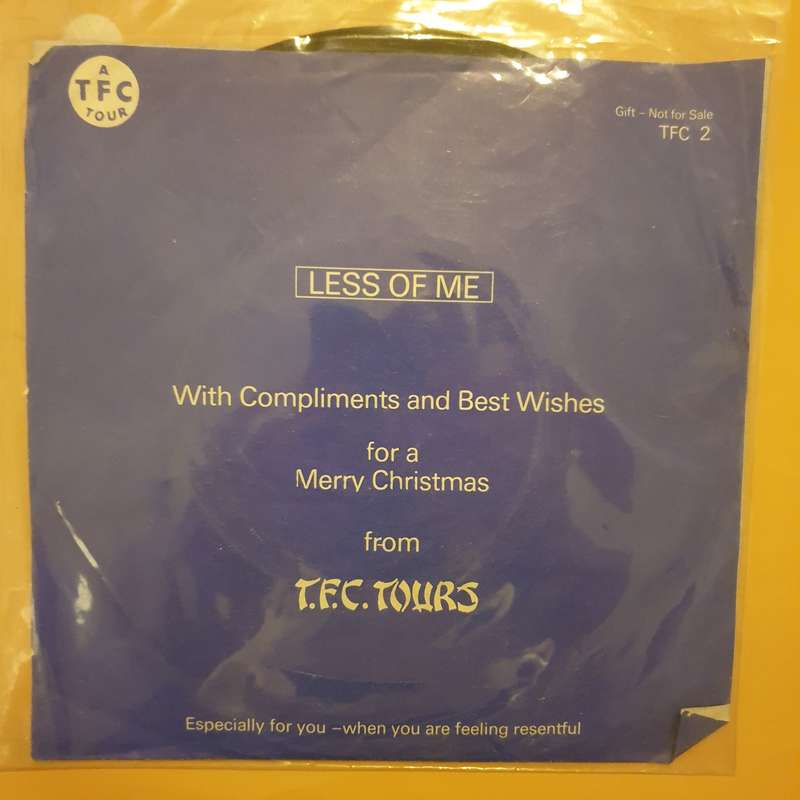 A
TFC
TOUR
Gift – Not for Sale
TFC 2
LESS OF ME
With Compliments and Best Wishes
for a
Merry Christmas
from
T.F.C. TOURS
Especially for you –when you are feeling resentful